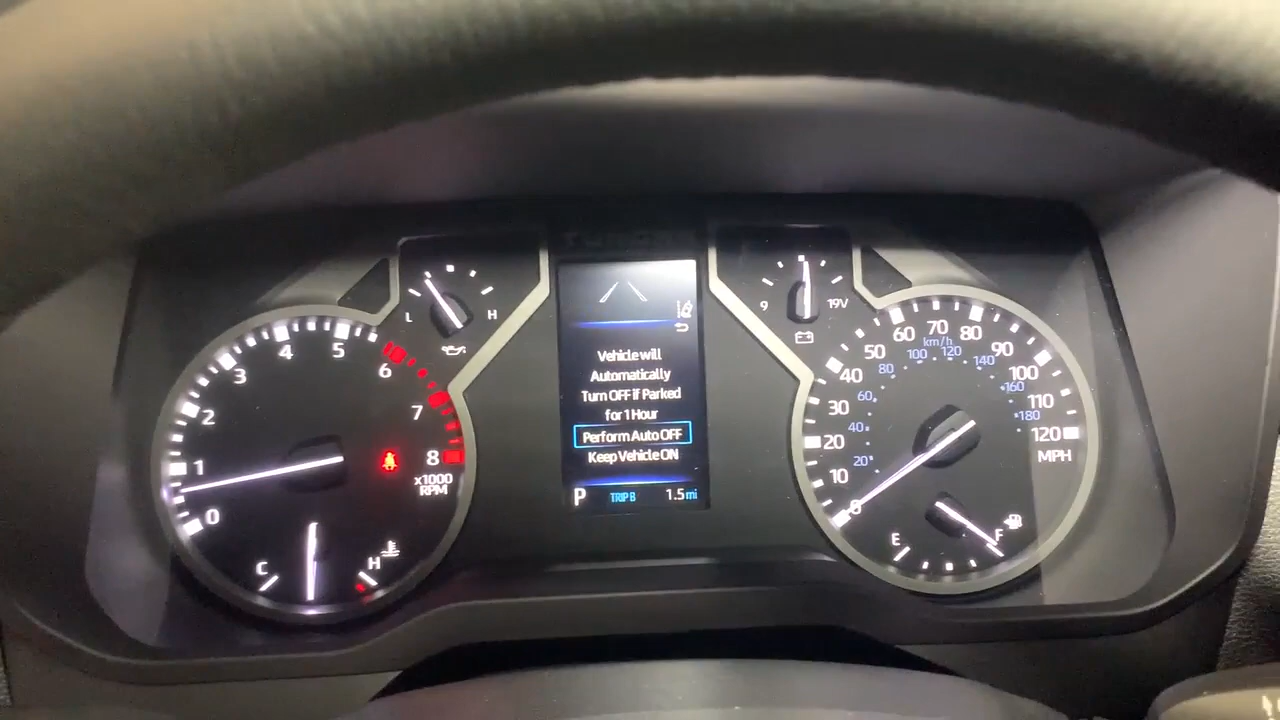 L
H
9
19V
Vehicle will
Automatically
Turn OFF if Parked
for 1 Hour
Perform Auto OFF
Keep Vehicle ON
P
TRIP B
1.5 mi
0
1
2
3
4
5
6
7
8
x1000
RPM
C
H
0
10
20
30
40
50
60
70
80
90
100
110
120
MPH
km/h
20
40
60
80
100
120
140
160
180
E
F